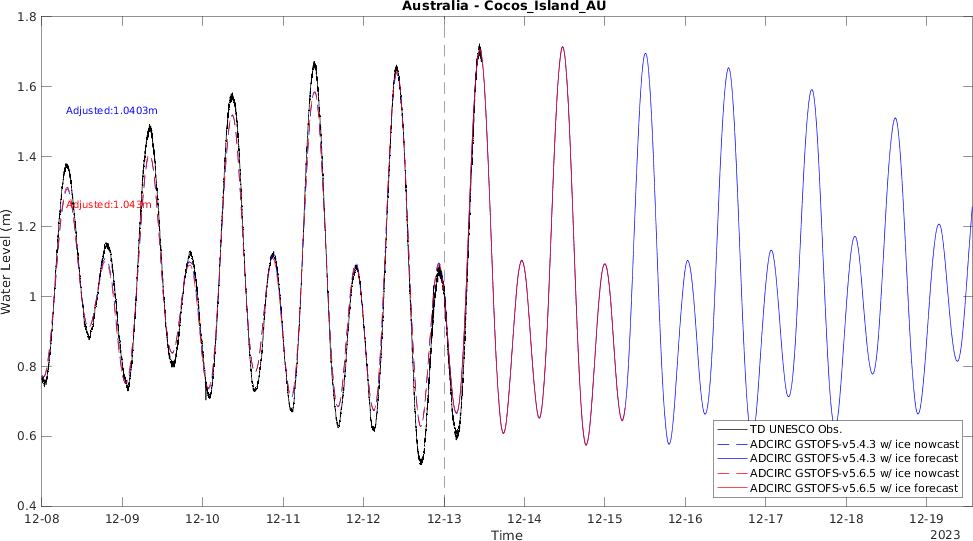 Australia - Cocos_Island_AU
1.8
1.6
1.4
1.2
1
0.8
0.6
0.4
Water Level (m)
Adjusted:1.0403m
Adjusted:1.043m
TD UNESCO Obs.
ADCIRC GSTOFS-v5.4.3 w/ ice nowcast
ADCIRC GSTOFS-v5.4.3 w/ ice forecast
ADCIRC GSTOFS-v5.6.5 w/ ice nowcast
ADCIRC GSTOFS-v5.6.5 w/ ice forecast
12-08 12-09 12-10 12-11 12-12 12-13 12-14 12-15 12-16 12-17 12-18 12-19
2023
Time